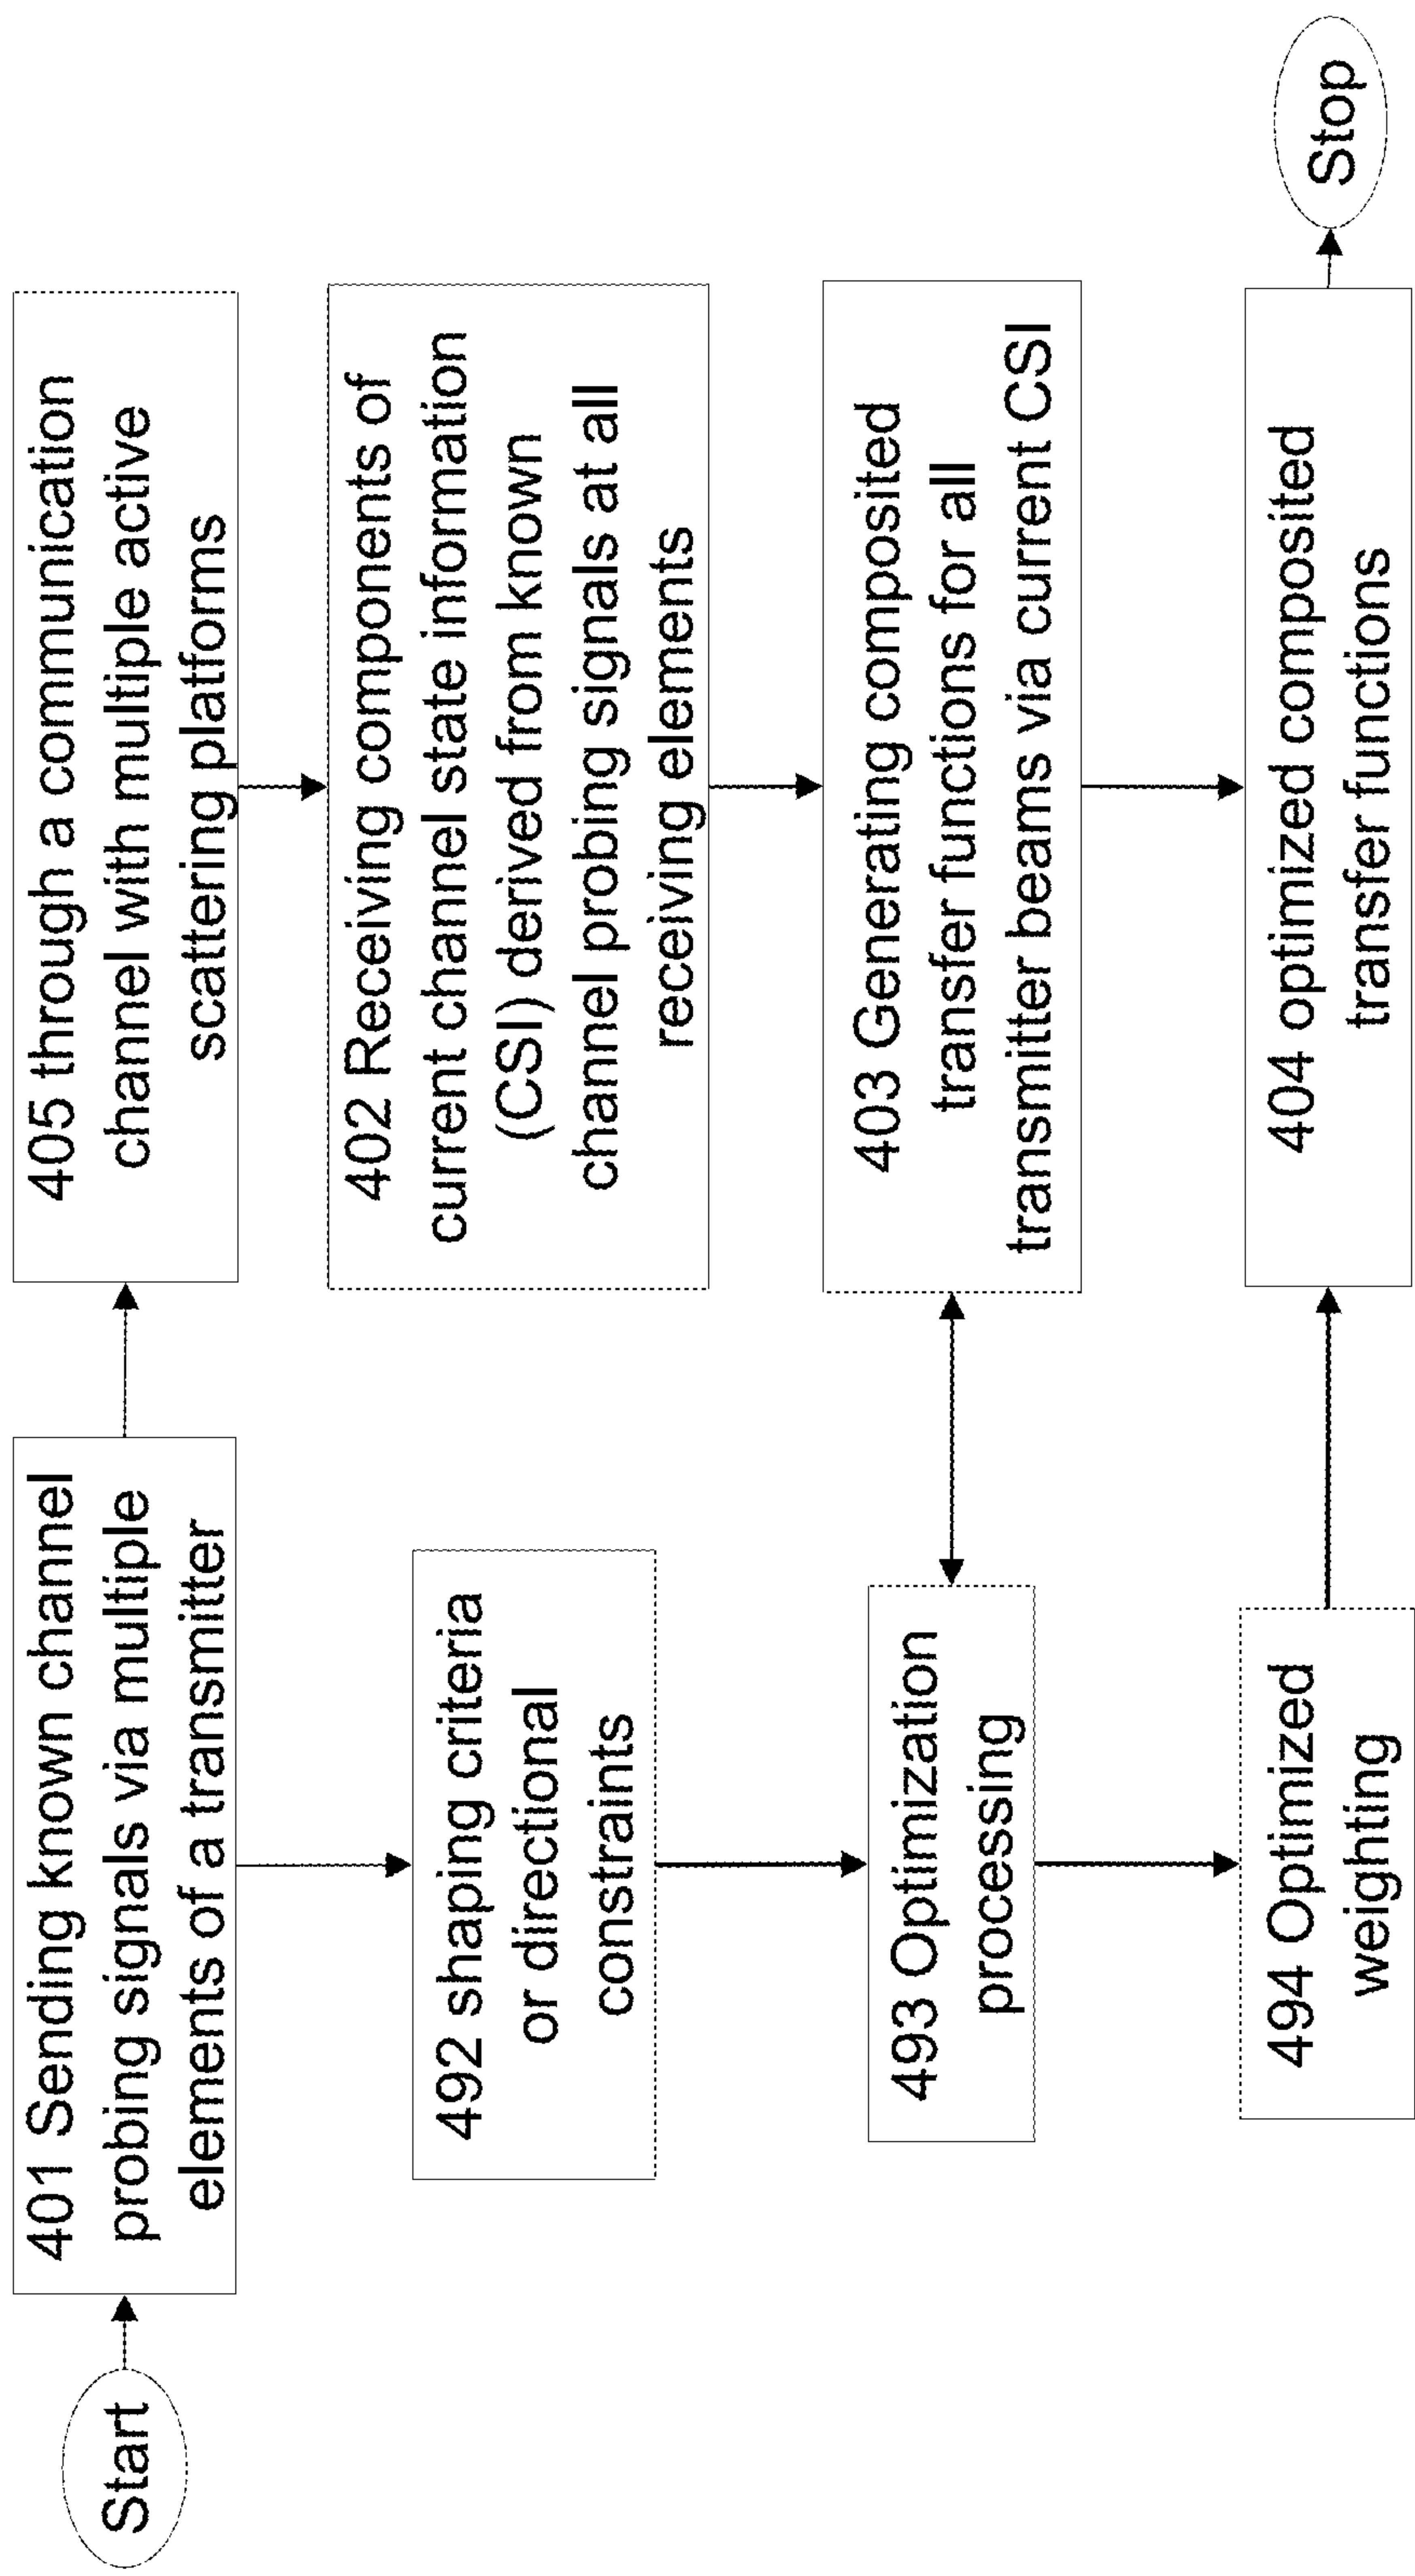 Start
401 Sending known channel
probing signals via multiple
elements of a transmitter
405 through a communication
channel with multiple active
scattering platforms
492 shaping criteria
or directional
constraints
402 Receiving components of
current channel state information
(CSI) derived from known
channel probing signals at all
receiving elements
493 Optimization
processing
403 Generating composited
transfer functions for all
transmitter beams via current CSI
494 Optimized
weighting
404 optimized composited
transfer functions
Stop